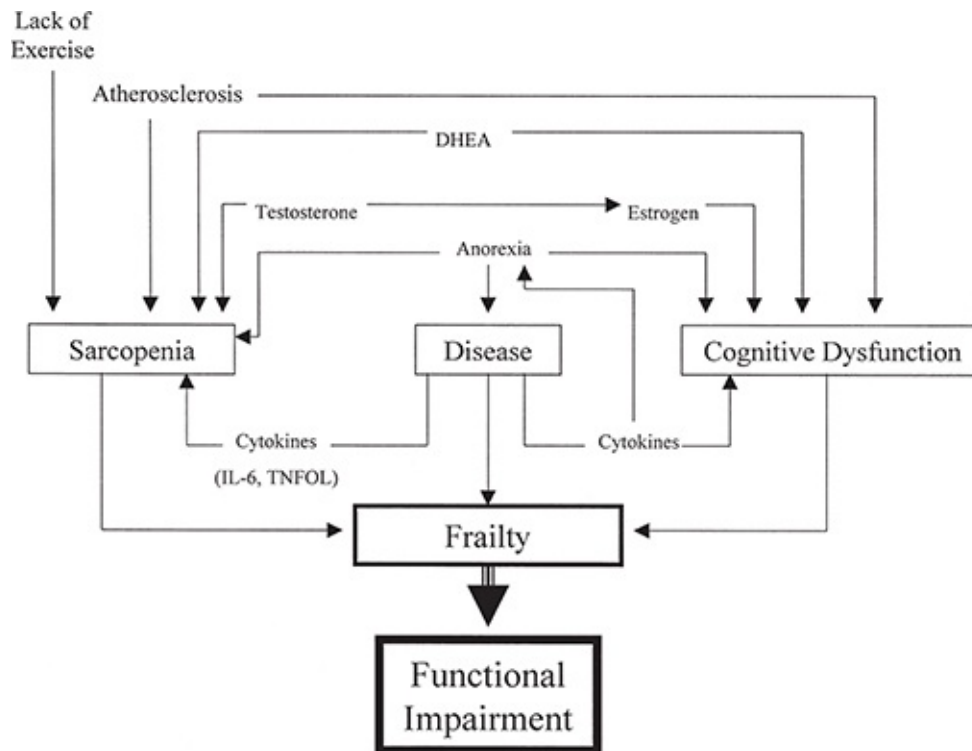 Lack of
Exercise
Atherosclerosis
DHEA
Testosterone
Estrogen
Anorexia
Sarcopenia
Disease
Cognitive Dysfunction
Cytokines
(IL-6, TNFOL)
Cytokines
Frailty
Functional
Impairment